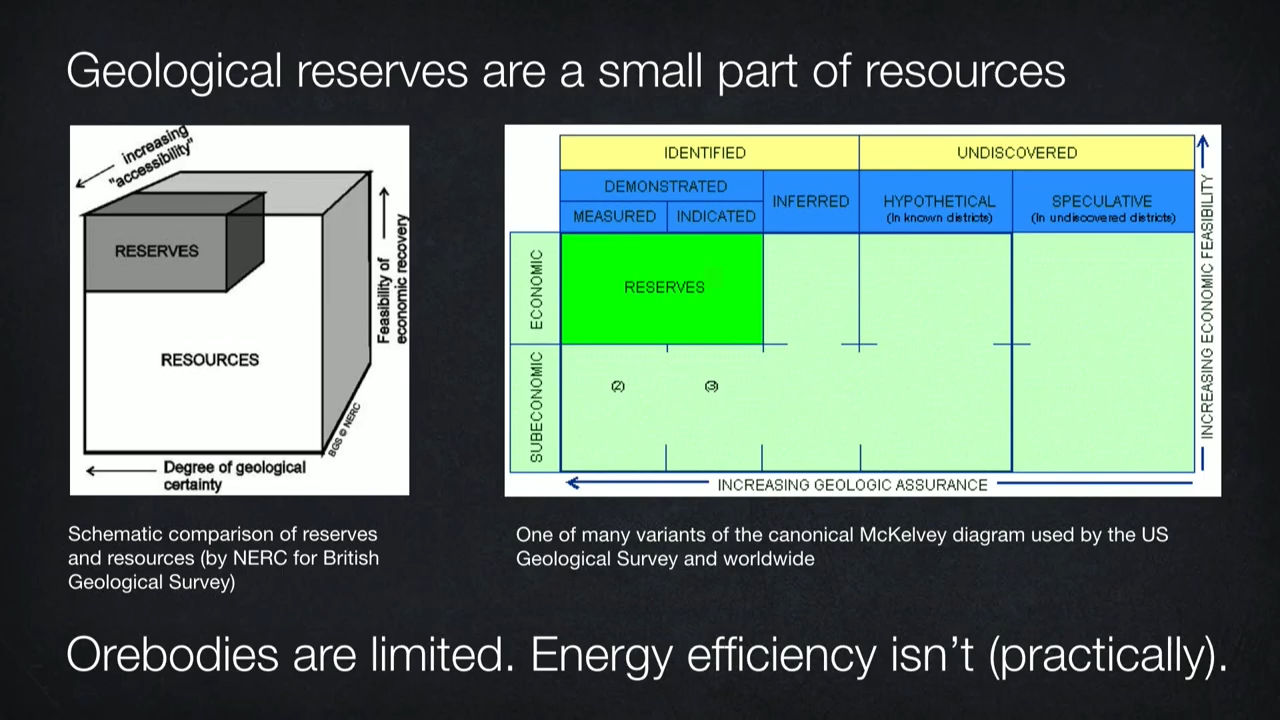 Geological reserves are a small part of resources
increasing
"accessibility"
RESERVES
RESOURCES
Feasibility of
economic recovery
BGS © NERC
Degree of geological
certainty
IDENTIFIED
UNDISCOVERED
DEMONSTRATED
INFERRED
HYPOTHETICAL
(In known districts)
SPECULATIVE
(In undiscovered districts)
MEASURED
INDICATED
ECONOMIC
RESERVES
SUBECONOMIC
②
③
INCREASING ECONOMIC FEASIBILITY
INCREASING GEOLOGIC ASSURANCE
Schematic comparison of reserves
and resources (by NERC for British
Geological Survey)
One of many variants of the canonical McKelvey diagram used by the US
Geological Survey and worldwide
Orebodies are limited. Energy efficiency isn't (practically).